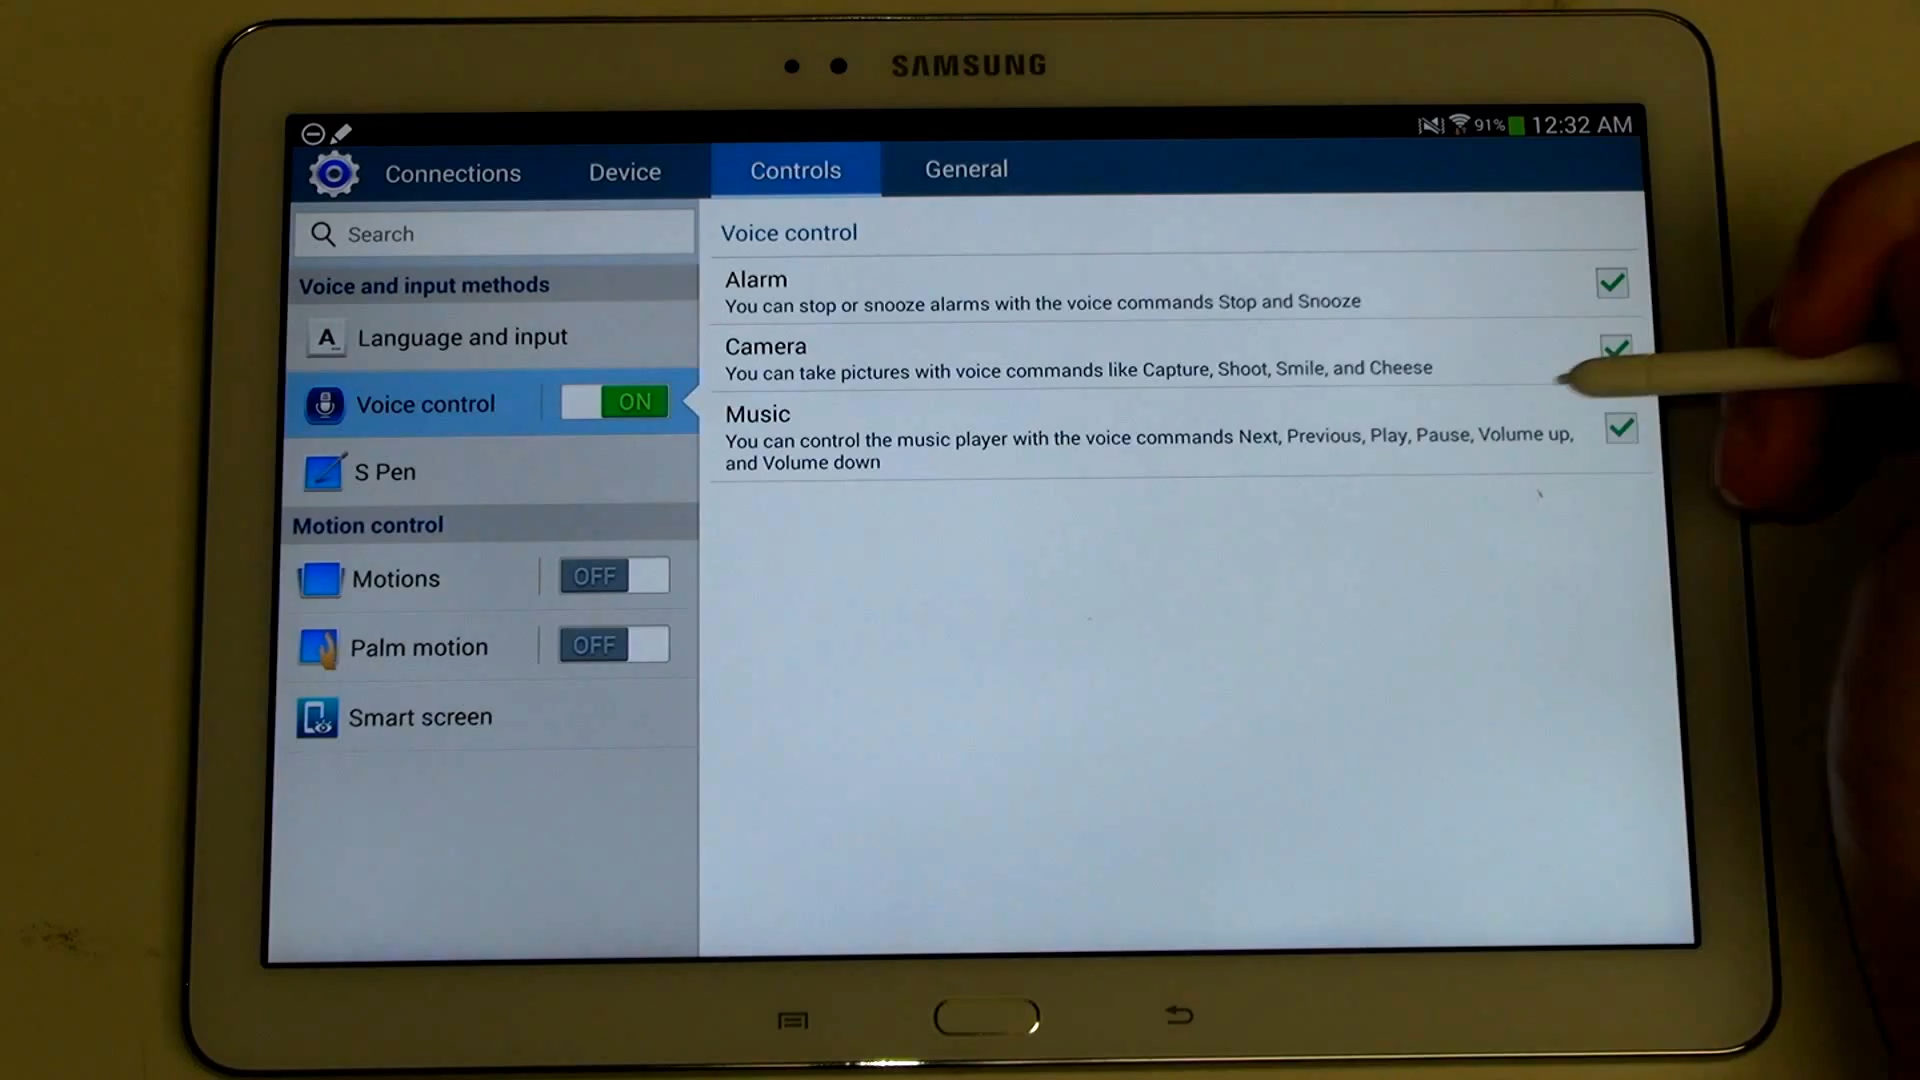 SAMSUNG
91% 12:32 AM
Connections Device Controls General
Search
Voice and input methods
A Language and input
Voice control ON
S Pen
Motion control
Motions OFF
Palm motion OFF
Smart screen
Voice control
Alarm
You can stop or snooze alarms with the voice commands Stop and Snooze
Camera
You can take pictures with voice commands like Capture, Shoot, Smile, and Cheese
Music
You can control the music player with the voice commands Next, Previous, Play, Pause, Volume up,
and Volume down